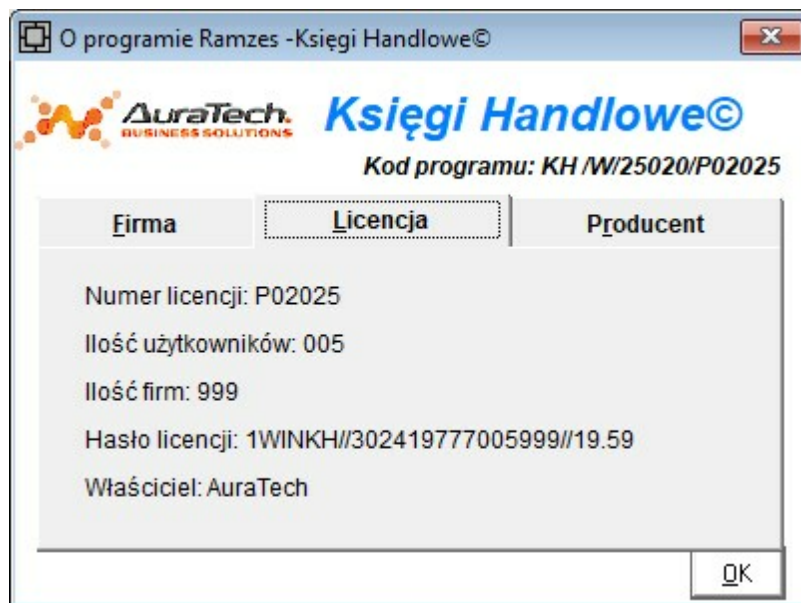 O programie Ramzes -Księgi Handlowe©
AuraTech.
BUSINESS SOLUTIONS
Księgi Handlowe©
Kod programu: KH /W/25020/P02025
Firma
Licencja
Producent
Numer licencji: P02025
Ilość użytkowników: 005
Ilość firm: 999
Hasło licencji: 1WINKH//302419777005999//19.59
Właściciel: AuraTech
OK